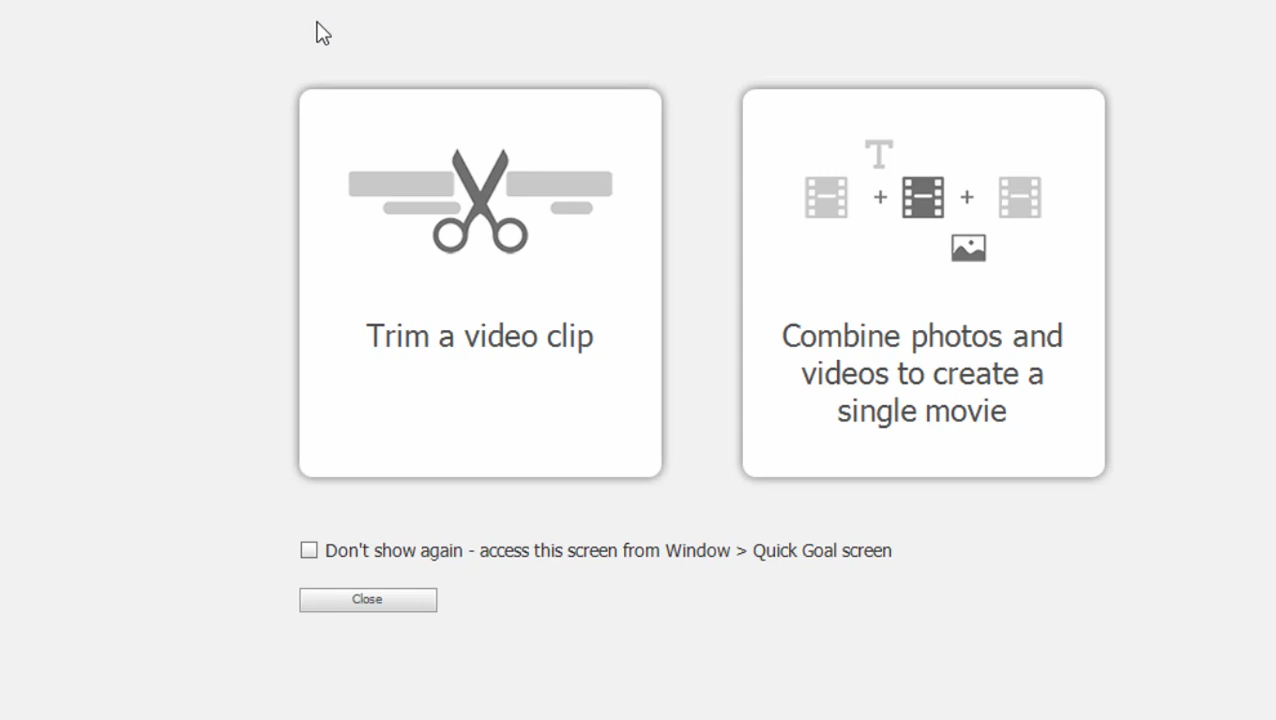 T
Trim a video clip
Combine photos and
videos to create a
single movie
Don't show again - access this screen from Window > Quick Goal screen
Close